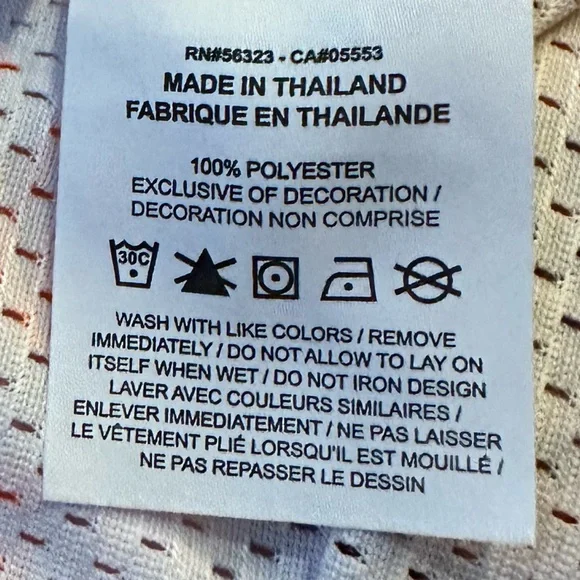 RN#56323 - CA#05553
MADE IN THAILAND
FABRIQUE EN THAILANDE
100% POLYESTER
EXCLUSIVE OF DECORATION /
DECORATION NON COMPRISE
30C
WASH WITH LIKE COLORS / REMOVE
IMMEDIATELY / DO NOT ALLOW TO LAY ON
ITSELF WHEN WET / DO NOT IRON DESIGN
LAVER AVEC COULEURS SIMILAIRES /
ENLEVER IMMEDIATEMENT / NE PAS LAISSER
LE VÊTEMENT PLIÉ LORSQU'IL EST MOUILLÉ /
NE PAS REPASSER LE DESSIN